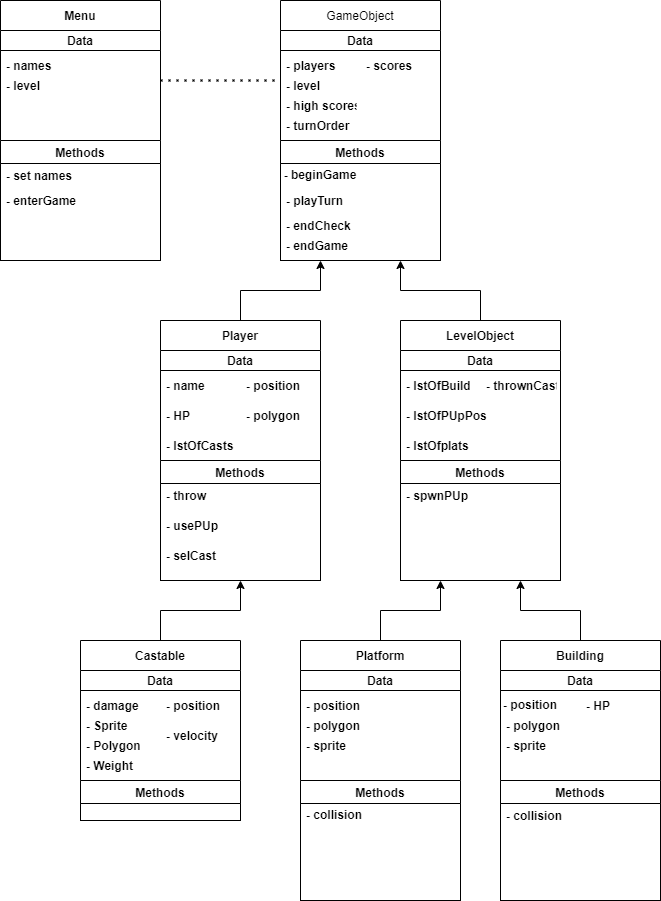 Menu
Data
- names
- level
Methods
- set names
- enterGame
GameObject
Data
- players - scores
- level
- high scores
- turnOrder
Methods
- beginGame
- playTurn
- endCheck
- endGame
Player
Data
- name - position
- HP - polygon
- lstOfCasts
Methods
- throw
- usePUp
- selCast
LevelObject
Data
- lstOfBuild - thrownCast
- lstOfPUpPos
- lstOfplats
Methods
- spwnPUp
Castable
Data
- damage - position
- Sprite
- velocity
- Polygon
- Weight
Methods
Platform
Data
- position
- polygon
- sprite
Methods
- collision
Building
Data
- position - HP
- polygon
- sprite
Methods
- collision